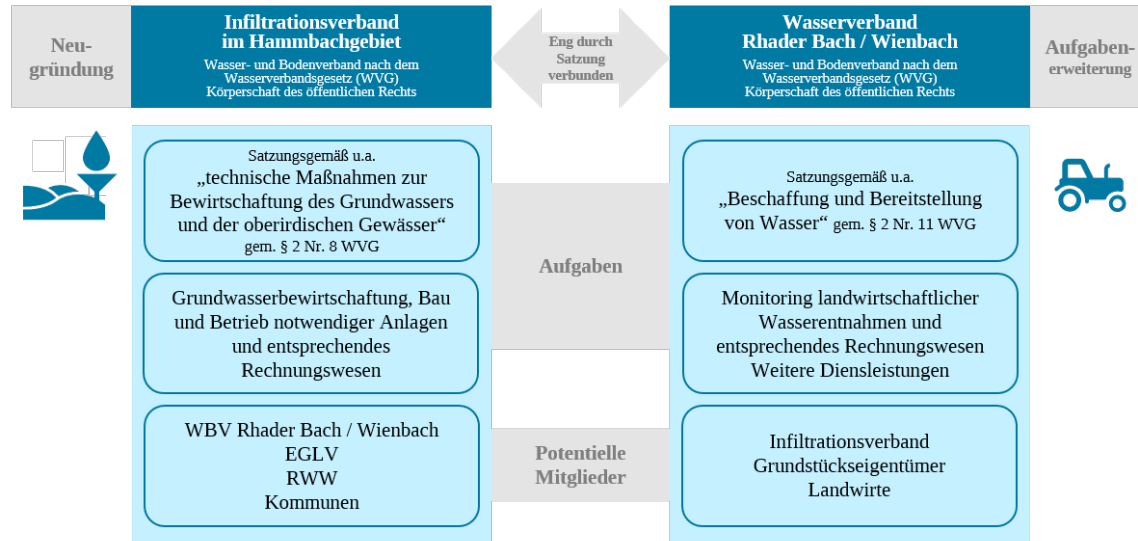 Neu-
gründung
Infiltrationsverband
im Hammbachgebiet
Wasser- und Bodenverband nach dem
Wasserverbandsgesetz (WVG)
Körperschaft des öffentlichen Rechts
Eng durch
Satzung
verbunden
Wasserverband
Rhader Bach / Wienbach
Wasser- und Bodenverband nach dem
Wasserverbandsgesetz (WVG)
Körperschaft des öffentlichen Rechts
Aufgaben-
erweiterung
Satzungsgemäß u.a.
„technische Maßnahmen zur
Bewirtschaftung des Grundwassers
und der oberirdischen Gewässer“
gem. § 2 Nr. 8 WVG
Grundwasserbewirtschaftung, Bau
und Betrieb notwendiger Anlagen
und entsprechendes
Rechnungswesen
Aufgaben
Satzungsgemäß u.a.
„Beschaffung und Bereitstellung
von Wasser“ gem. § 2 Nr. 11 WVG
Monitoring landwirtschaftlicher
Wasserentnahmen und
entsprechendes Rechnungswesen
Weitere Diensleistungen
WBV Rhader Bach / Wienbach
EGLV
RWW
Kommunen
Potentielle
Mitglieder
Infiltrationsverband
Grundstückseigentümer
Landwirte